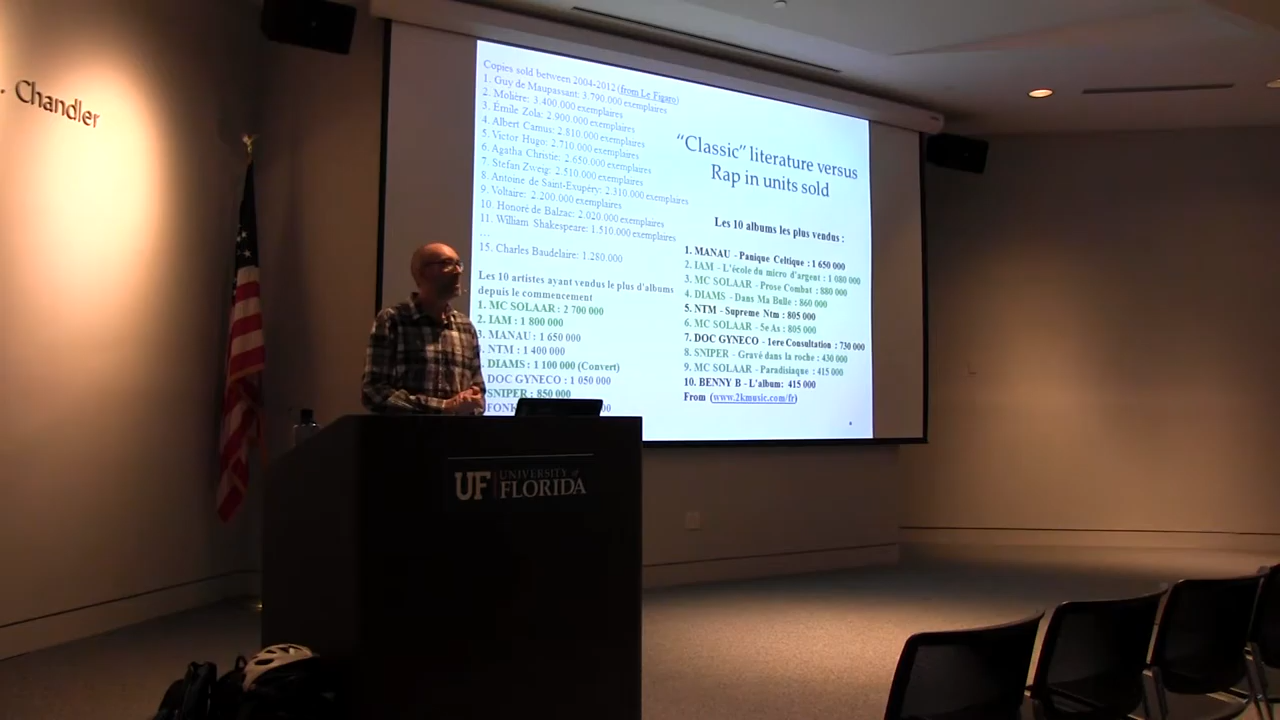 . Chandler
Copies sold between 2004-2012 (from Le Figaro)
1. Guy de Maupassant: 3.790.000 exemplaires
2. Molière: 3.400.000 exemplaires
3. Émile Zola: 2.900.000 exemplaires
4. Albert Camus: 2.810.000 exemplaires
5. Victor Hugo: 2.710.000 exemplaires
6. Agatha Christie: 2.650.000 exemplaires
7. Stefan Zweig: 2.510.000 exemplaires
8. Antoine de Saint-Exupéry: 2.310.000 exemplaires
9. Voltaire: 2.200.000 exemplaires
10. Honoré de Balzac: 2.020.000 exemplaires
11. William Shakespeare: 1.510.000 exemplaires
…
15. Charles Baudelaire: 1.280.000
Les 10 artistes ayant vendus le plus d'albums
depuis le commencement
1. MC SOLAAR : 2 700 000
2. IAM : 1 800 000
3. MANAU : 1 650 000
. NTM : 1 400 000
. DIAMS : 1 100 000 (Convert)
DOC GYNECO : 1 050 000
SNIPER : 850 000
"Classic" literature versus
Rap in units sold
Les 10 albums les plus vendus :
1. MANAU - Panique Celtique : 1 650 000
2. IAM - L'école du micro d'argent : 1 080 000
3. MC SOLAAR - Prose Combat : 880 000
4. DIAMS - Dans Ma Bulle : 860 000
5. NTM - Supreme Ntm : 805 000
6. MC SOLAAR - 5e As : 805 000
7. DOC GYNECO - 1ere Consultation : 730 000
8. SNIPER - Gravé dans la roche : 430 000
9. MC SOLAAR - Paradisiaque : 415 000
10. BENNY B - L'album: 415 000
From (www.2kmusic.com/fr)
UF UNIVERSITY of
FLORIDA